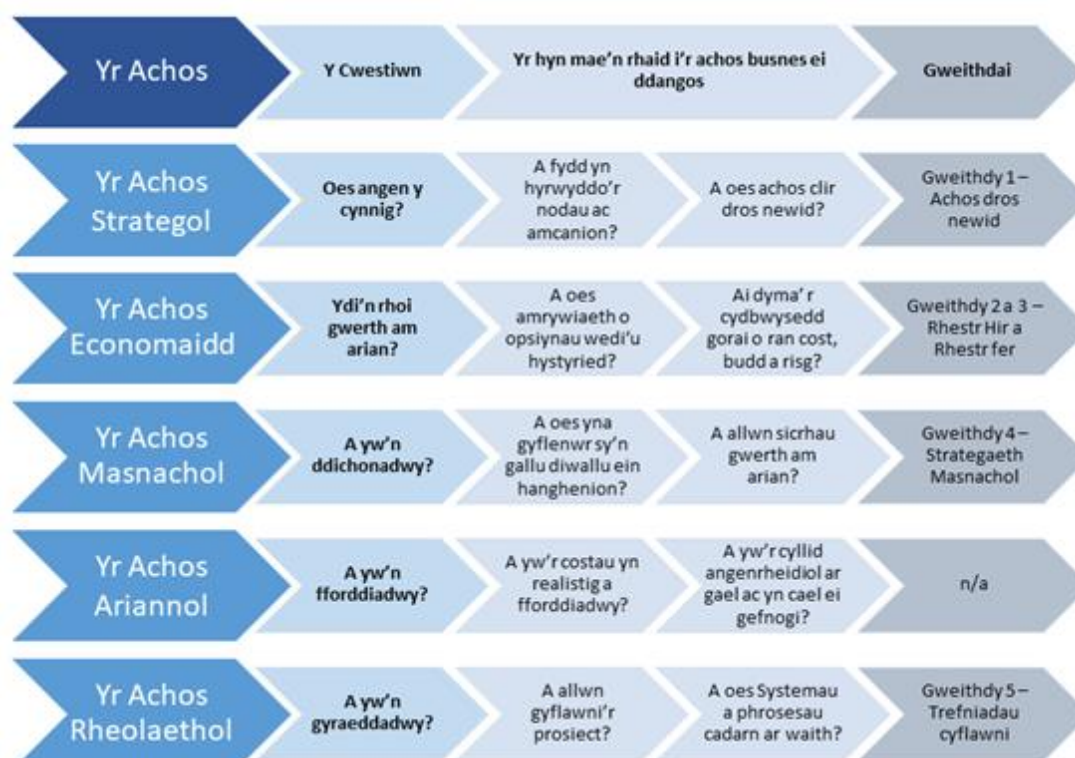 Yr Achos
Y Cwestiwn
Yr hyn mae'n rhaid i'r achos busnes ei
ddangos
Gweithdai
Yr Achos
Strategol
Oes angen y
cynnig?
A fydd yn
hyrwyddo'r
nodau ac
amcanion?
A oes achos clir
dros newid?
Gweithdy 1 –
Achos dros
newid
Yr Achos
Economaidd
Ydi'n rhoi
gwerth am
arian?
A oes
amrywiaeth o
opsiynau wedi'u
hystyried?
Ai dyma'r
cydbwysedd
gorai o ran cost,
budd a risg?
Gweithdy 2 a 3 –
Rhestr Hir a
Rhestr fer
Yr Achos
Masnachol
A yw'n
ddichonadwy?
A oes yna
gyflenwr sy'n
gallu diwallu ein
hanghenion?
A allwn sicrhau
gwerth am
arian?
Gweithdy 4 –
Strategaeth
Masnachol
Yr Achos
Ariannol
A yw'n
fforddiadwy?
A yw'r costau yn
realistig a
fforddiadwy?
A yw'r cyllid
angenrheidiol ar
gael ac yn cael ei
gefnogi?
n/a
Yr Achos
Rheolaethol
A yw'n
gyraeddadwy?
A allwn
gyflawni'r
prosiect?
A oes Systemau
a phrosesau
cadarn ar waith?
Gweithdy 5 –
Trefniadau
cyflawni